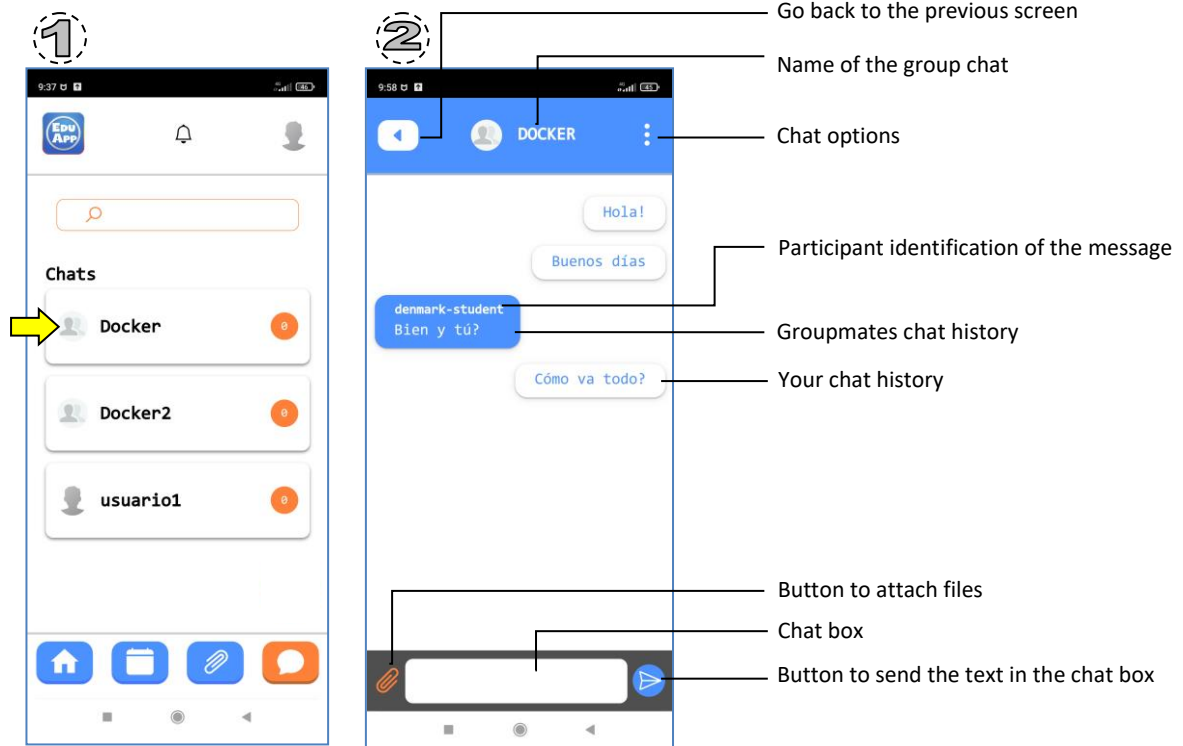 Go back to the previous screen
1
2
Name of the group chat
9:37
46
9:58
45
EDU
APP
DOCKER
Chat options
Hola!
Buenos días
Participant identification of the message
Chats
denmark-student
Bien y tú?
Docker
0
Groupmates chat history
Cómo va todo?
Your chat history
Docker2
0
usuario1
0
Button to attach files
Chat box
Button to send the text in the chat box